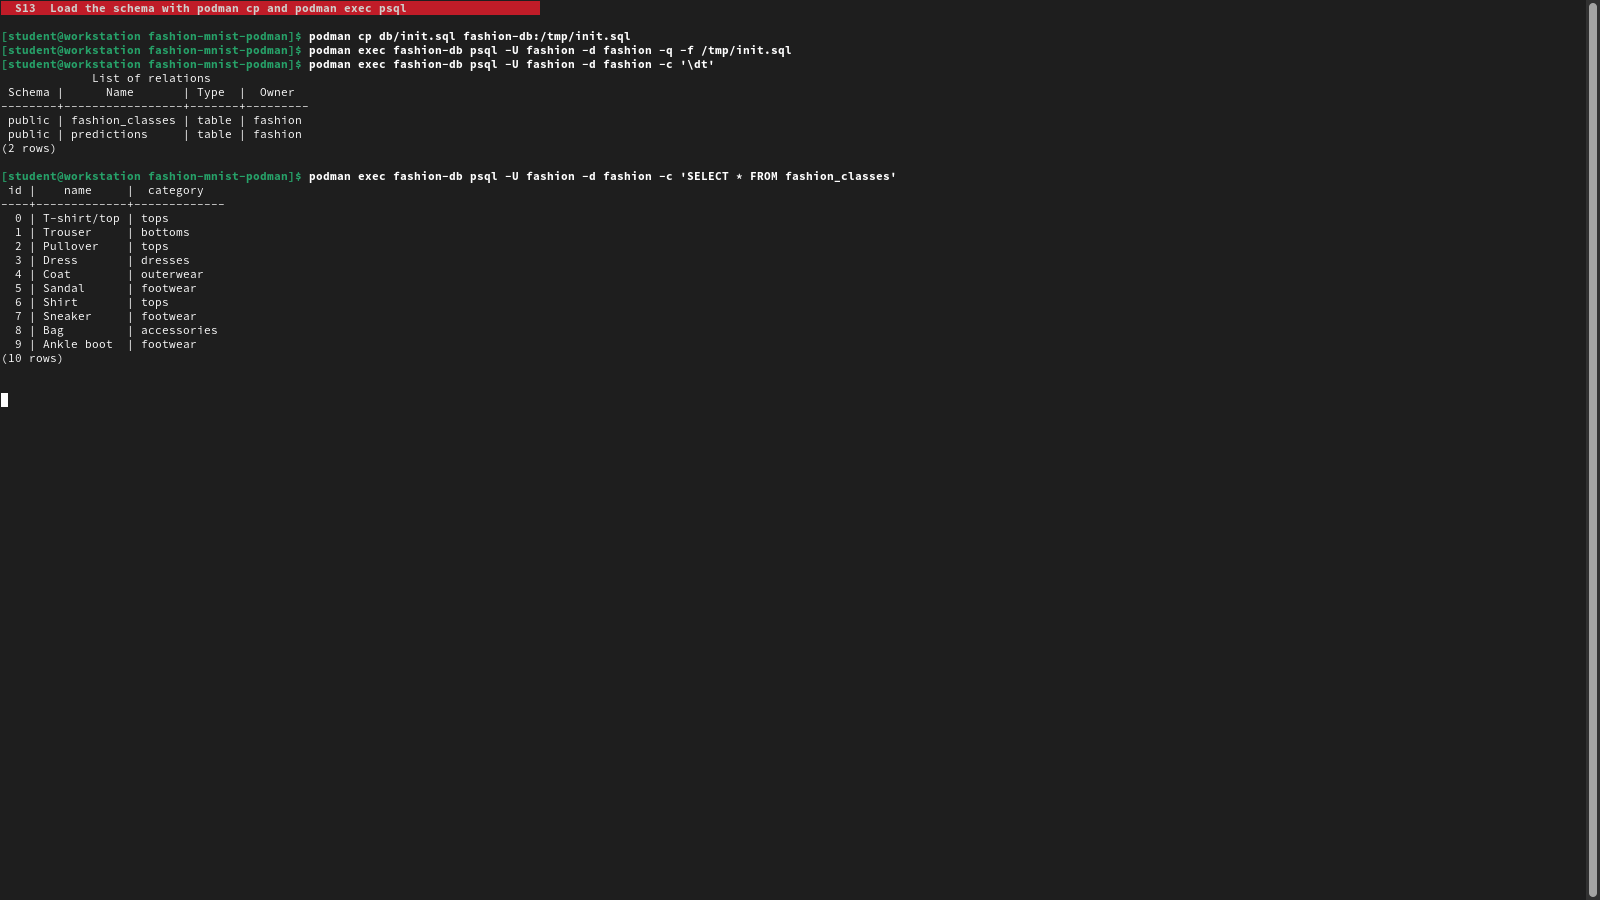 S13  Load the schema with podman cp and podman exec psql
[student@workstation fashion-mnist-podman]$ podman cp db/init.sql fashion-db:/tmp/init.sql
[student@workstation fashion-mnist-podman]$ podman exec fashion-db psql -U fashion -d fashion -q -f /tmp/init.sql
[student@workstation fashion-mnist-podman]$ podman exec fashion-db psql -U fashion -d fashion -c '\dt'
             List of relations
 Schema |      Name       | Type  |  Owner
--------+-----------------+-------+---------
 public | fashion_classes | table | fashion
 public | predictions     | table | fashion
(2 rows)
[student@workstation fashion-mnist-podman]$ podman exec fashion-db psql -U fashion -d fashion -c 'SELECT * FROM fashion_classes'
 id |    name     |  category
----+-------------+-------------
  0 | T-shirt/top | tops
  1 | Trouser     | bottoms
  2 | Pullover    | tops
  3 | Dress       | dresses
  4 | Coat        | outerwear
  5 | Sandal      | footwear
  6 | Shirt       | tops
  7 | Sneaker     | footwear
  8 | Bag         | accessories
  9 | Ankle boot  | footwear
(10 rows)